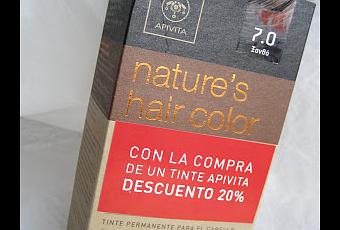 APIVITA
7.0
Ξανθό
nature's
hair color
CON LA COMPRA
DE UN TINTE APIVITA
DESCUENTO 20%
TINTE PERMANENTE PARA EL CABELLO